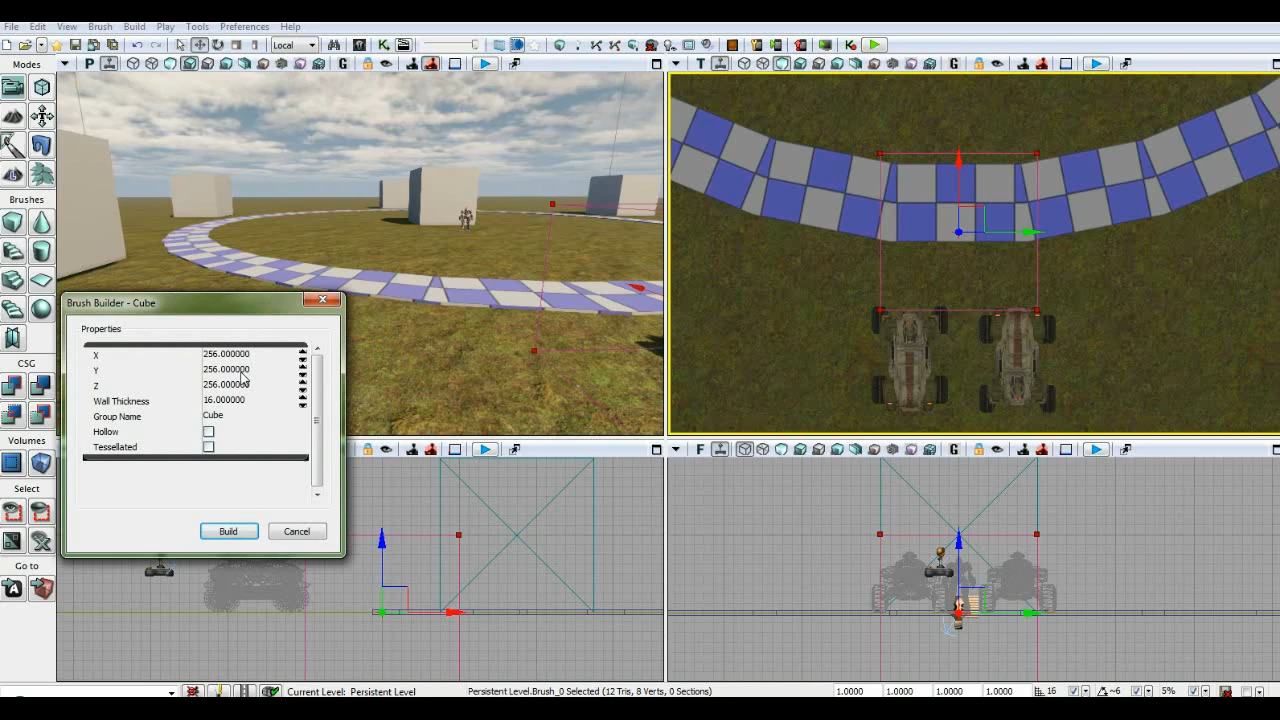 File Edit View Brush Build Play Tools Preferences Help
Local
Modes
P
G
T
G
Brushes
Brush Builder - Cube
Properties
X 256.000000
Y 256.000000
Z 256.000000
Wall Thickness 16.000000
Group Name Cube
Hollow
Tessellated
Build Cancel
CSG
Volumes
Select
Go to
F
G
Current Level: Persistent Level
Persistent Level.Brush_0 Selected (12 Tris, 8 Verts, 0 Sections)
1.0000 1.0000 1.0000 1.0000
16
~6
5%